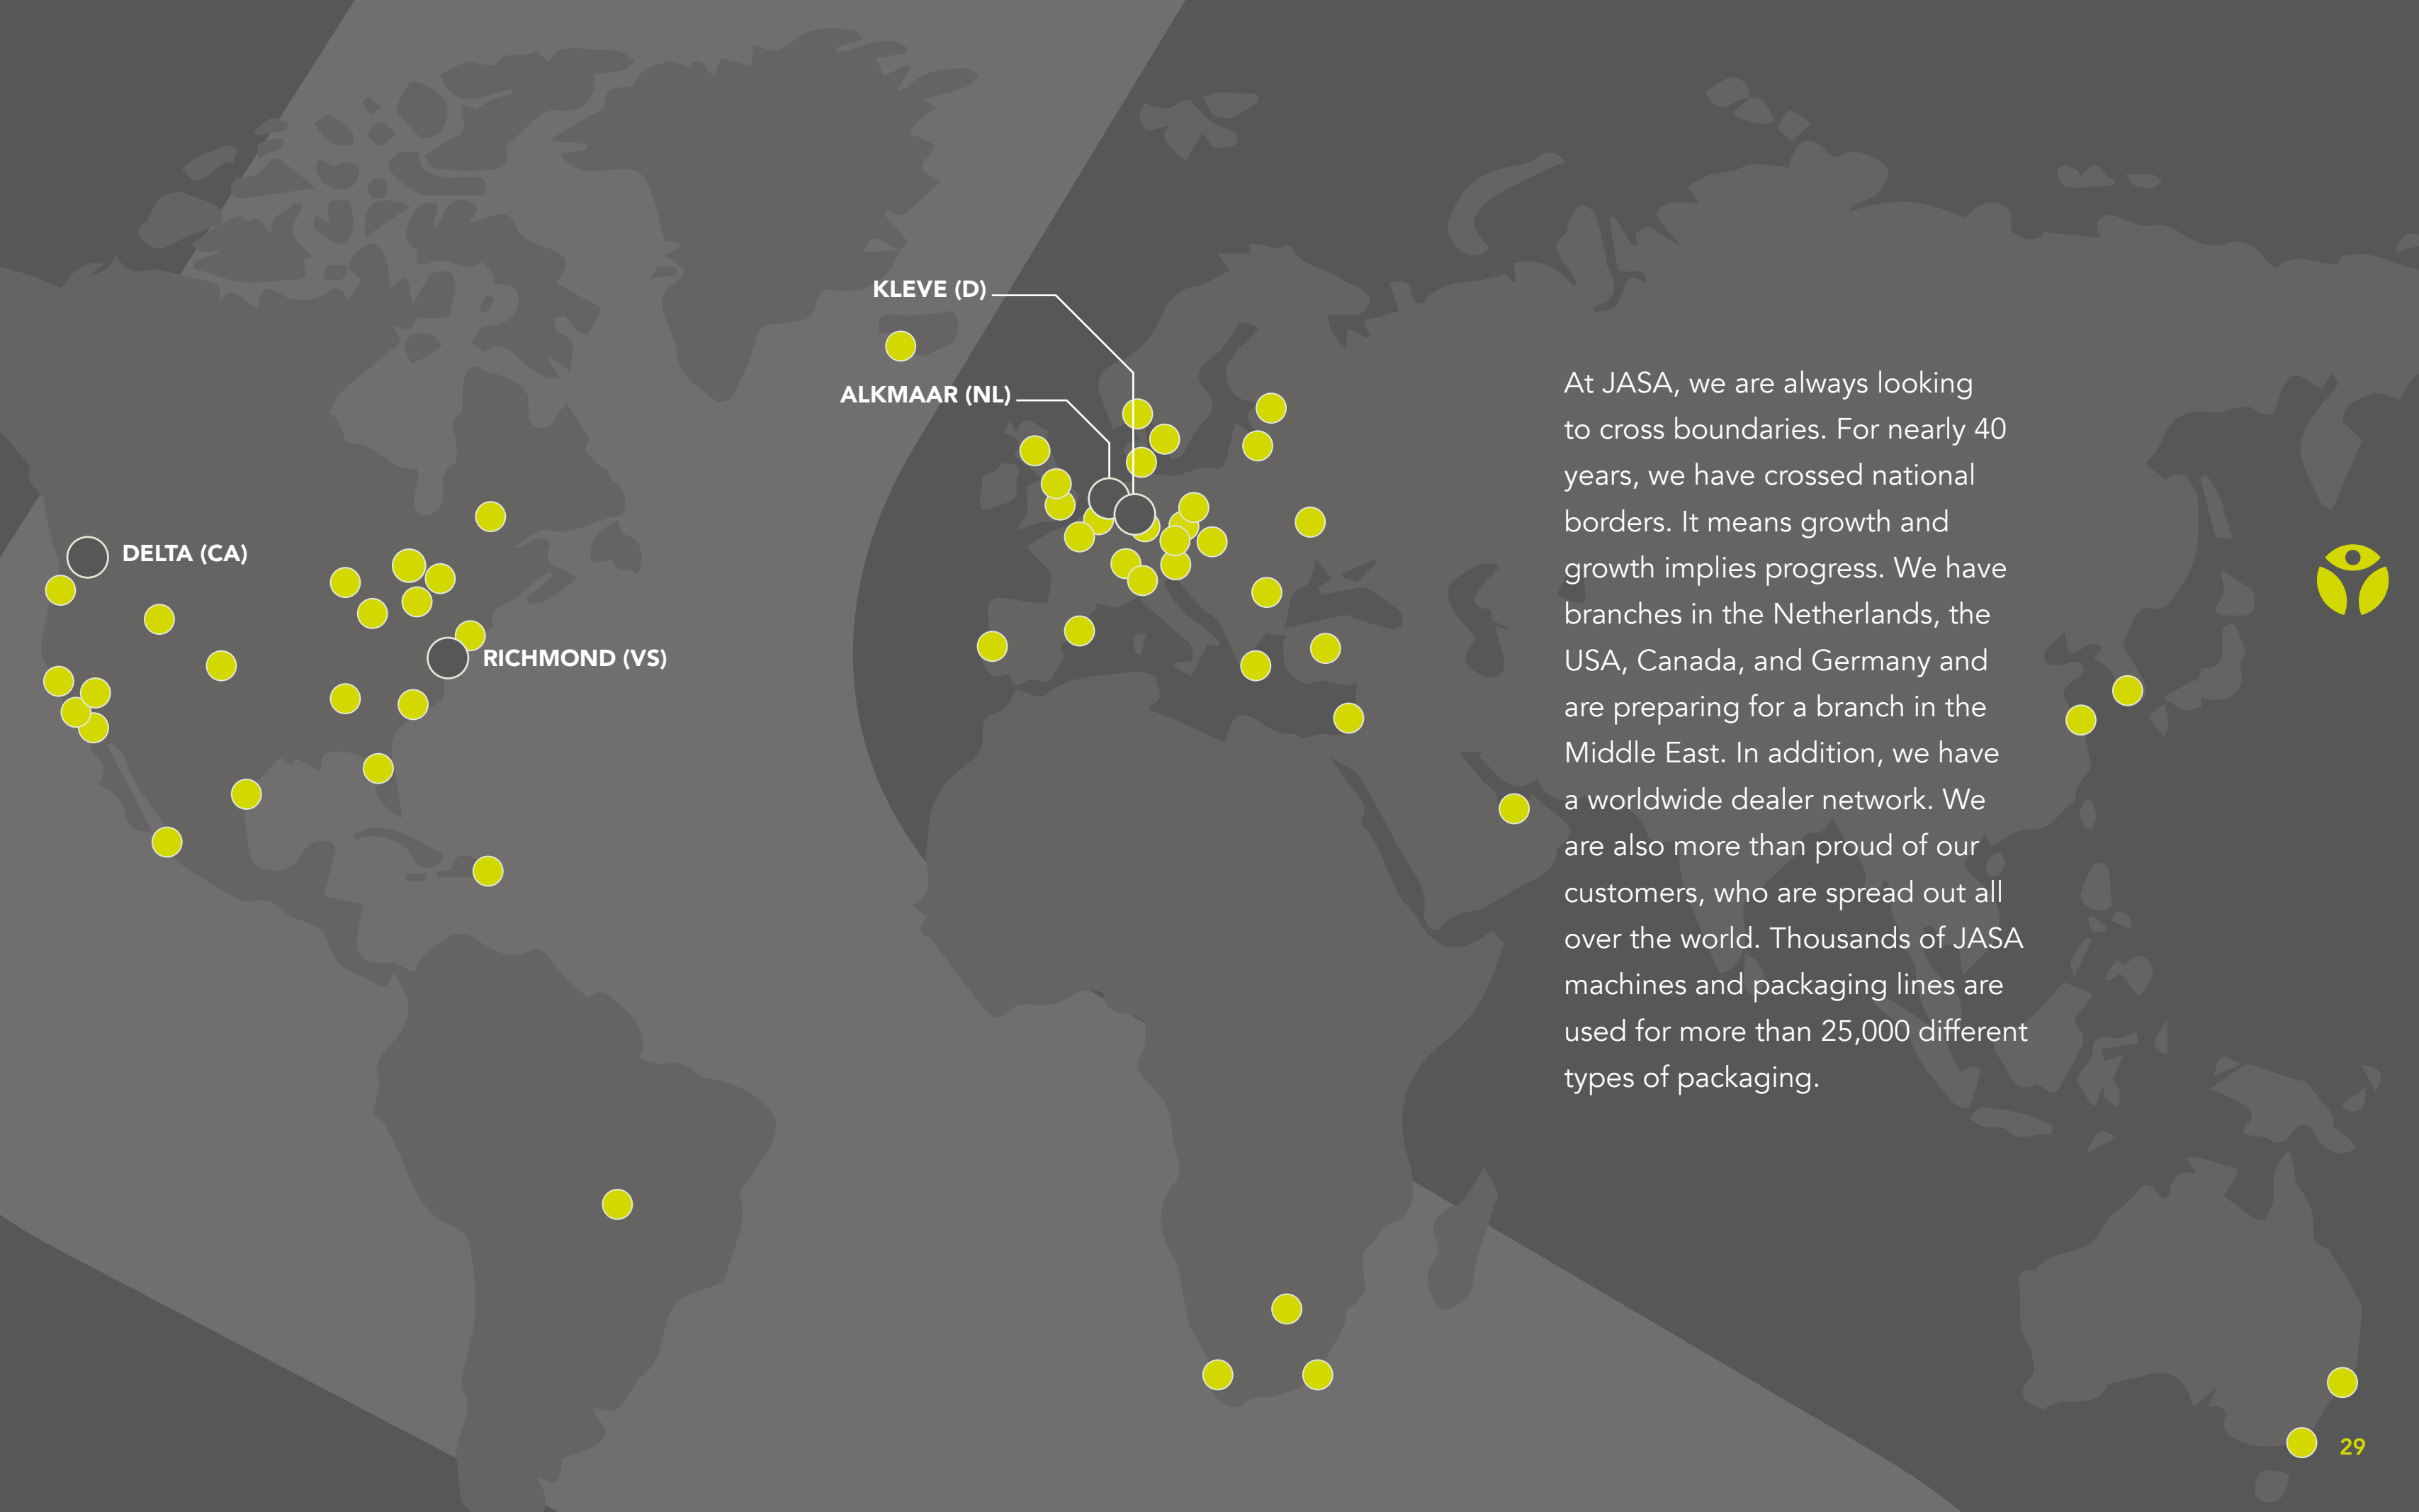 KLEVE (D)
ALKMAAR (NL)
DELTA (CA)
RICHMOND (VS)
At JASA, we are always looking
to cross boundaries. For nearly 40
years, we have crossed national
borders. It means growth and
growth implies progress. We have
branches in the Netherlands, the
USA, Canada, and Germany and
are preparing for a branch in the
Middle East. In addition, we have
a worldwide dealer network. We
are also more than proud of our
customers, who are spread out all
over the world. Thousands of JASA
machines and packaging lines are
used for more than 25,000 different
types of packaging.
29